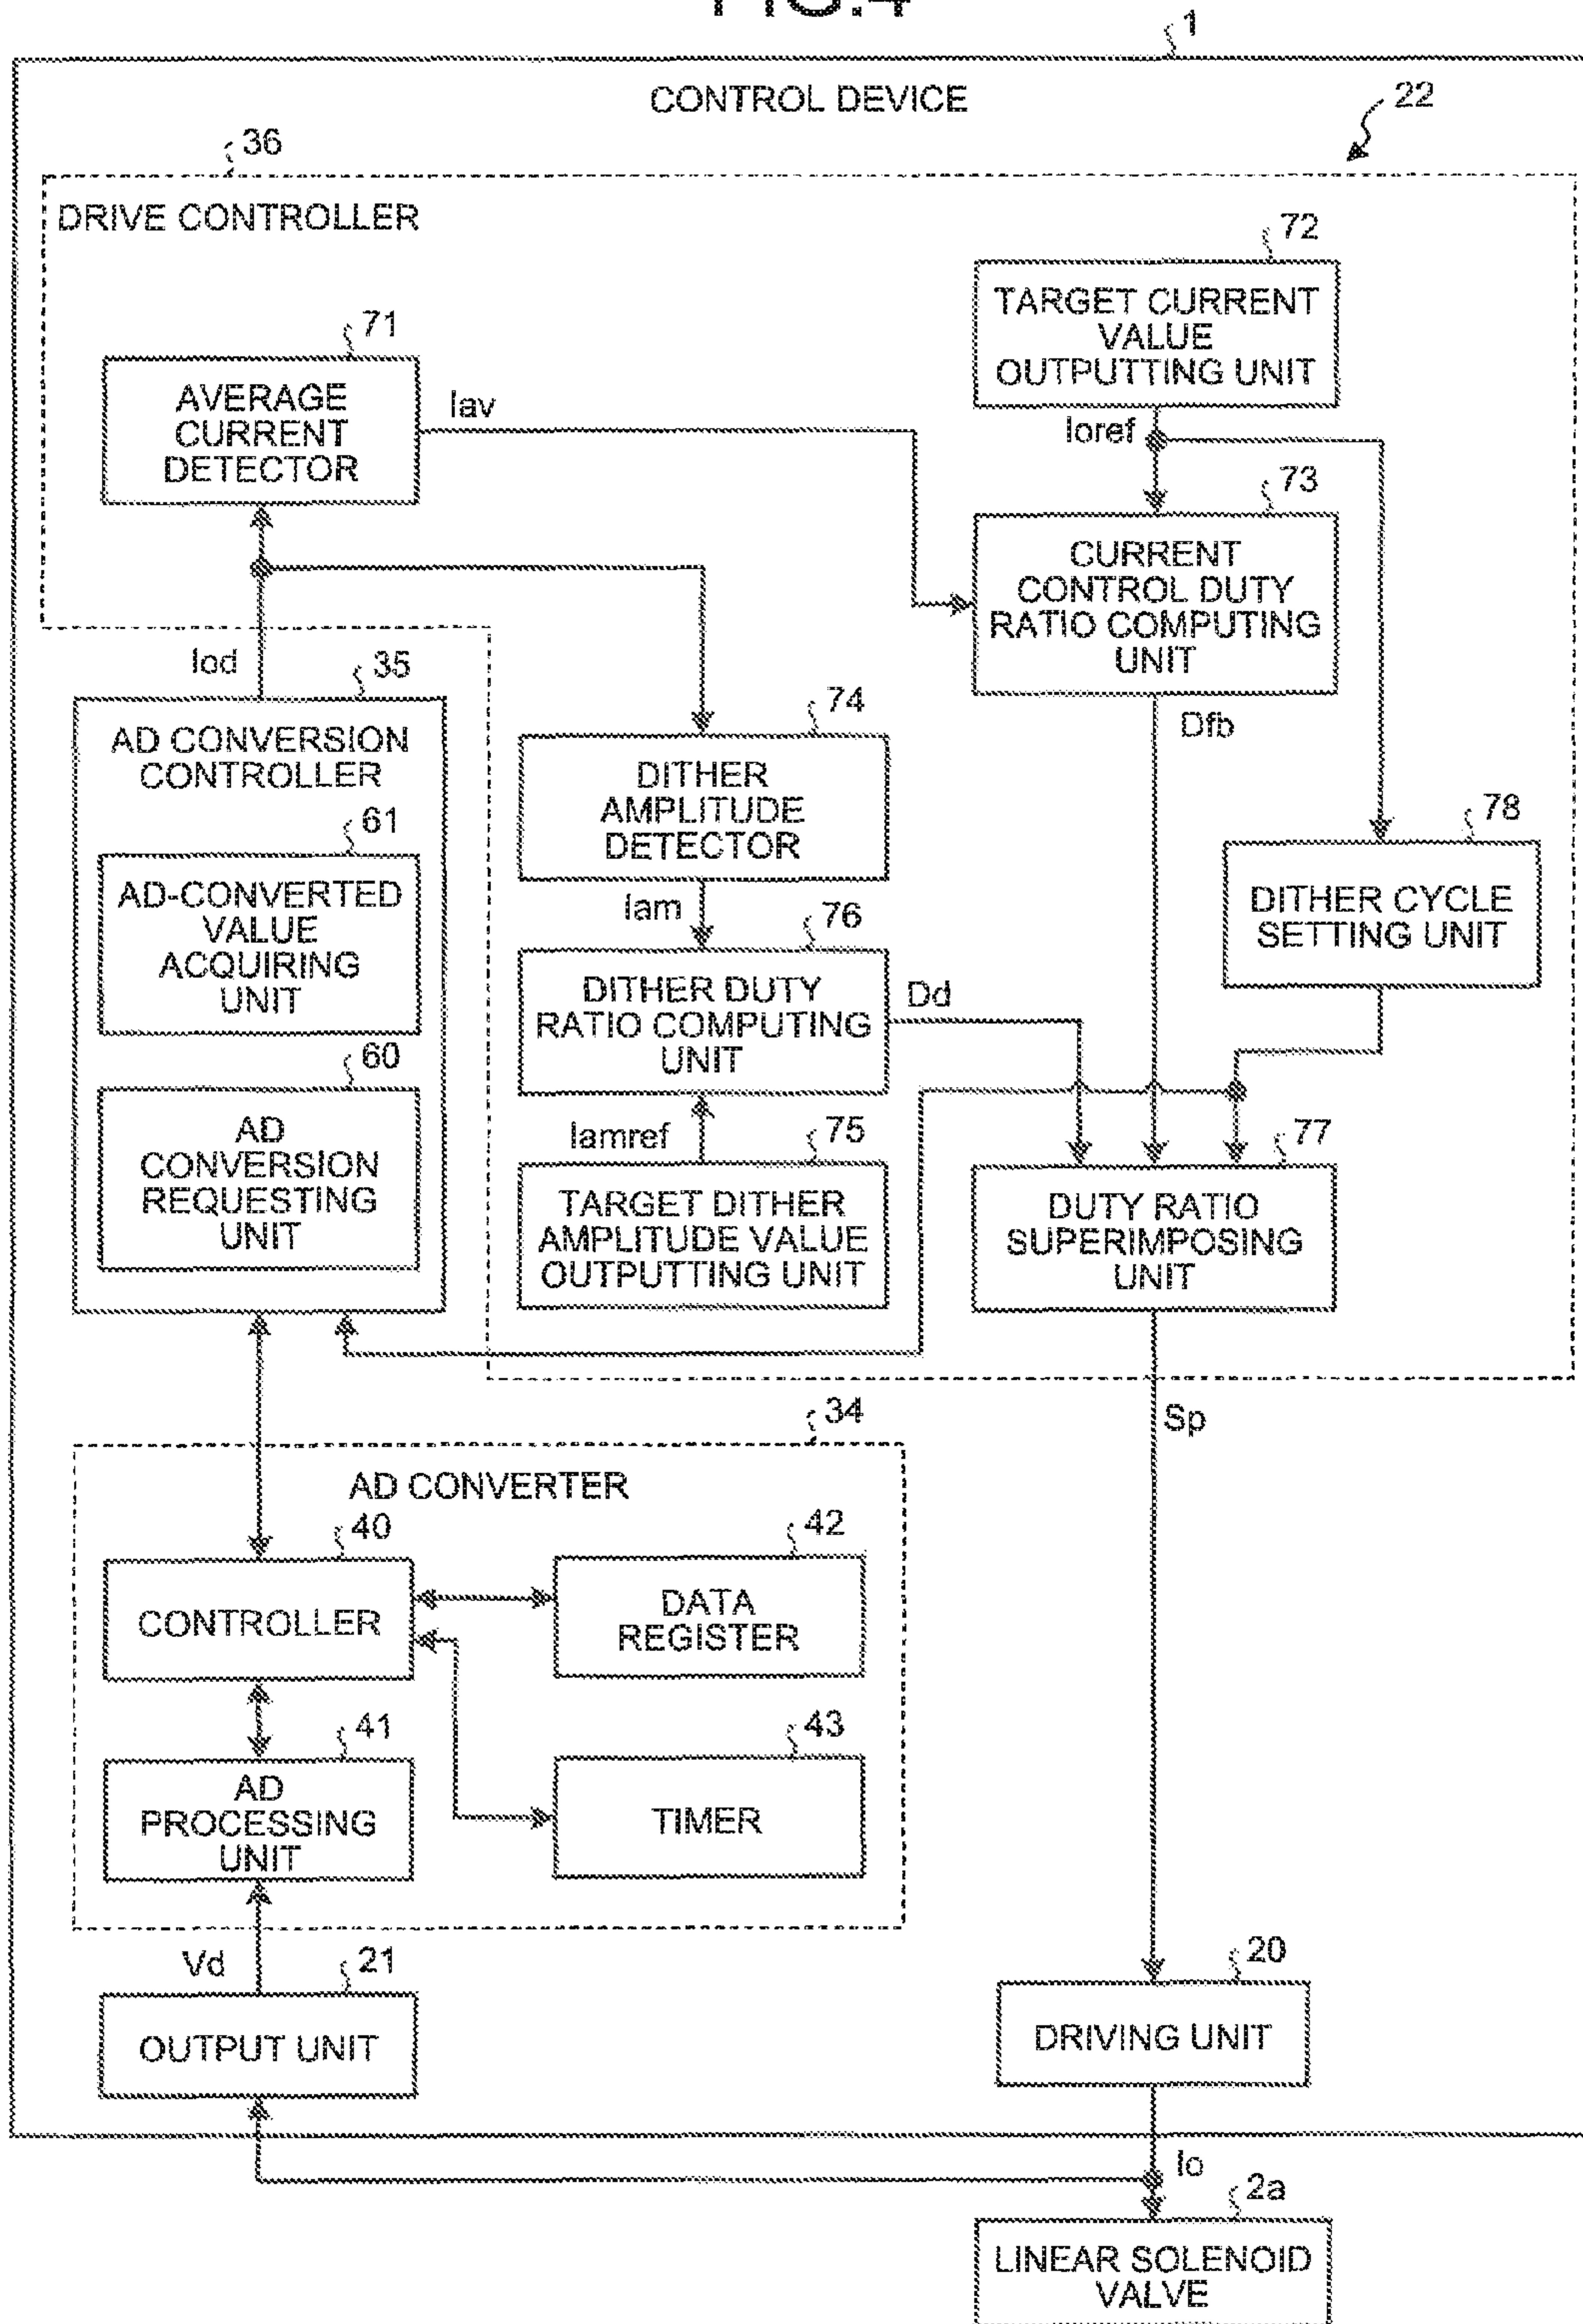 FIG.4
1
CONTROL DEVICE
22
36
DRIVE CONTROLLER
72
TARGET CURRENT
VALUE
OUTPUTTING UNIT
71
AVERAGE
CURRENT
DETECTOR
Iav
Ioref
73
CURRENT
CONTROL DUTY
RATIO COMPUTING
UNIT
Iod
35
AD CONVERSION
CONTROLLER
74
DITHER
AMPLITUDE
DETECTOR
Dfb
61
AD-CONVERTED
VALUE
ACQUIRING
UNIT
78
DITHER CYCLE
SETTING UNIT
Iam
76
DITHER DUTY
RATIO COMPUTING
UNIT
Dd
60
AD
CONVERSION
REQUESTING
UNIT
Iamref
75
TARGET DITHER
AMPLITUDE VALUE
OUTPUTTING UNIT
77
DUTY RATIO
SUPERIMPOSING
UNIT
34
Sp
AD CONVERTER
40
CONTROLLER
42
DATA
REGISTER
41
AD
PROCESSING
UNIT
43
TIMER
Vd
21
OUTPUT UNIT
20
DRIVING UNIT
Io
2a
LINEAR SOLENOID
VALVE